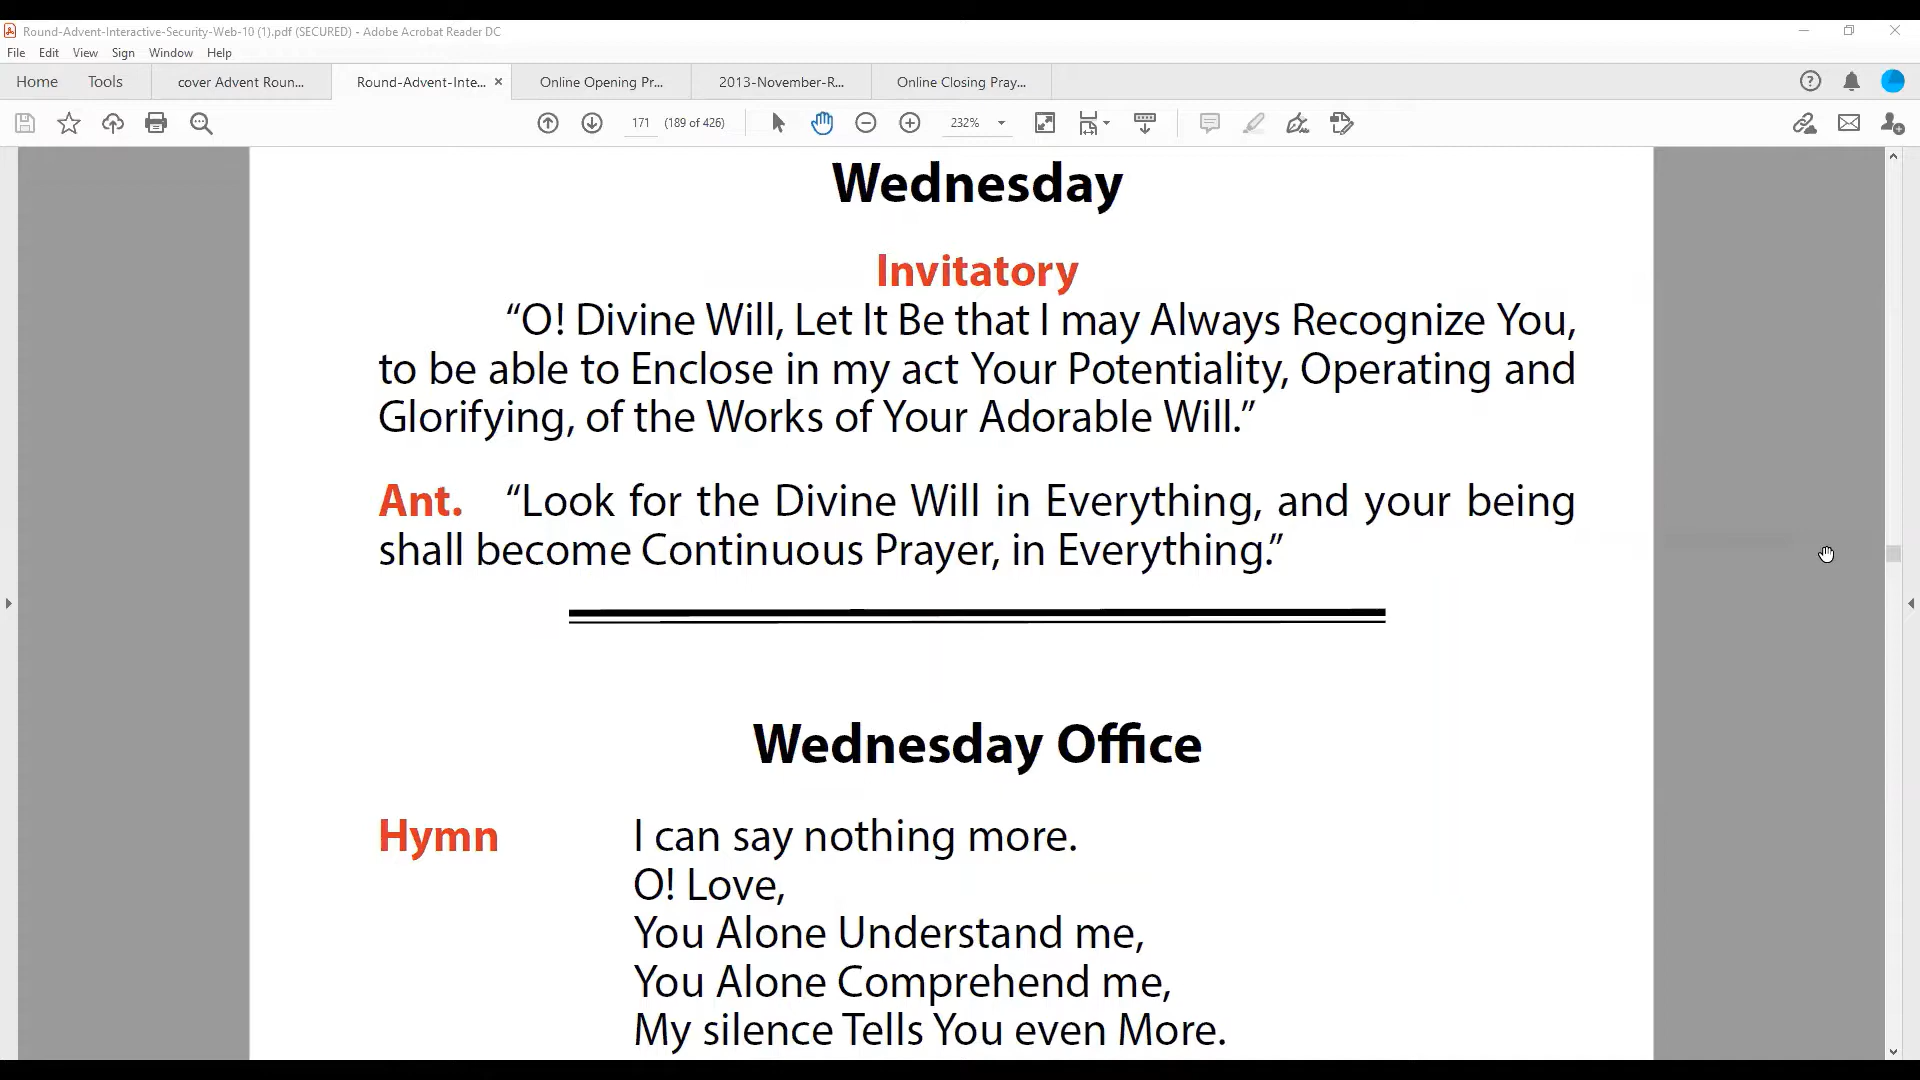 Round-Advent-Interactive-Security-Web-10 (1).pdf (SECURED) - Adobe Acrobat Reader DC
File Edit View Sign Window Help
Home Tools cover Advent Roun... Round-Advent-Inte... × Online Opening Pr... 2013-November-R... Online Closing Pray...
171 (189 of 426) 232%
Wednesday
Invitatory
“O! Divine Will, Let It Be that I may Always Recognize You,
to be able to Enclose in my act Your Potentiality, Operating and
Glorifying, of the Works of Your Adorable Will.”
Ant. “Look for the Divine Will in Everything, and your being
shall become Continuous Prayer, in Everything.”
Wednesday Office
Hymn I can say nothing more.
O! Love,
You Alone Understand me,
You Alone Comprehend me,
My silence Tells You even More.